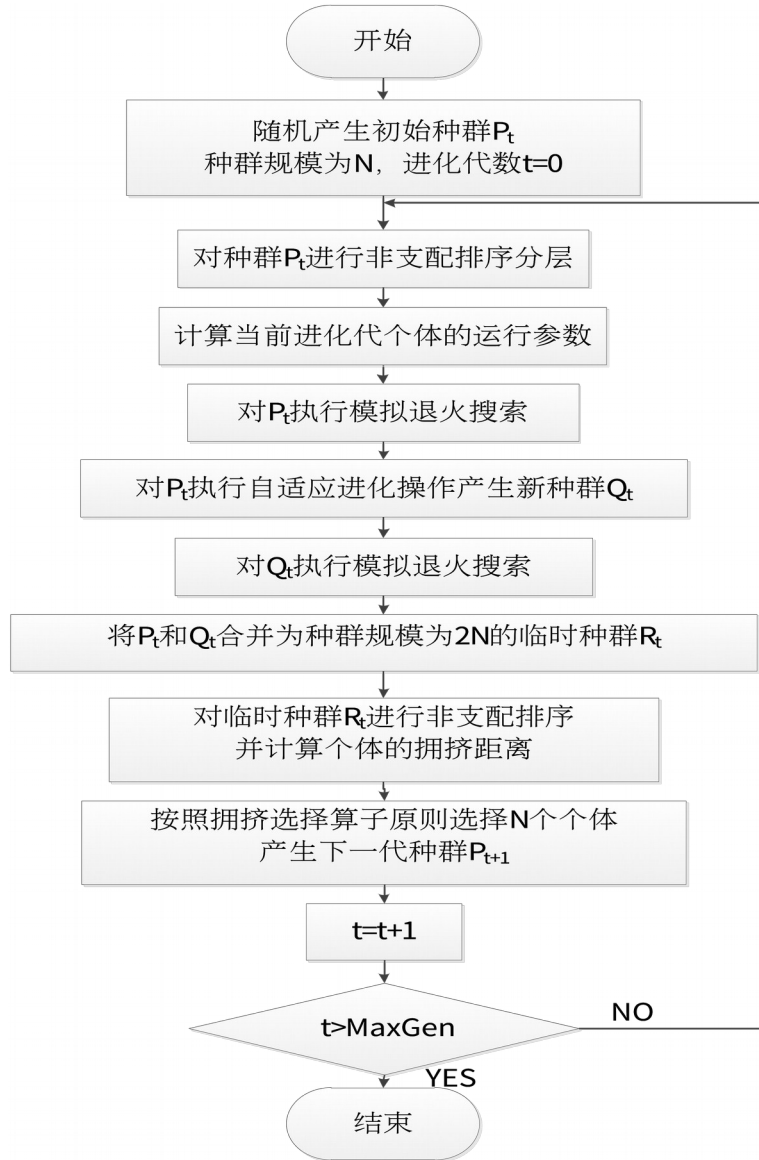 开始
随机产生初始种群Pt
种群规模为N，进化代数t=0
对种群Pt进行非支配排序分层
计算当前进化代个体的运行参数
对Pt执行模拟退火搜索
对Pt执行自适应进化操作产生新种群Qt
对Qt执行模拟退火搜索
将Pt和Qt合并为种群规模为2N的临时种群Rt
对临时种群Rt进行非支配排序
并计算个体的拥挤距离
按照拥挤选择算子原则选择N个个体
产生下一代种群Pt+1
t=t+1
t>MaxGen
NO
YES
结束